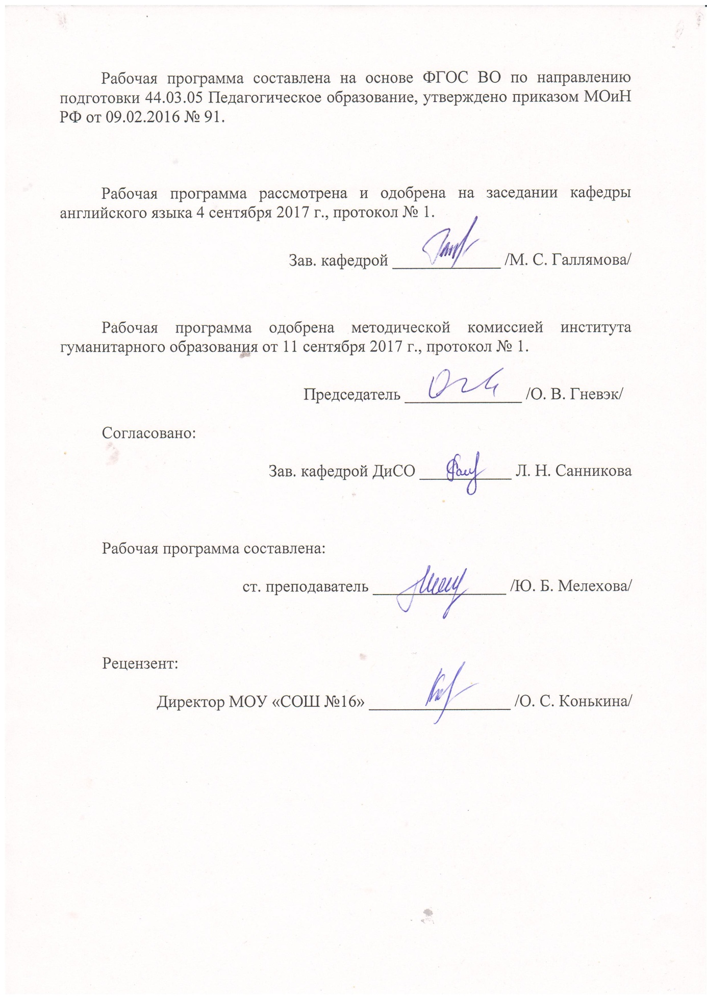 Рабочая программа составлена на основе ФГОС ВО по направлению
подготовки 44.03.05 Педагогическое образование, утверждено приказом МОиН
РФ от 09.02.2016 № 91.
Рабочая программа рассмотрена и одобрена на заседании кафедры
английского языка 4 сентября 2017 г., протокол № 1.
Зав. кафедрой _____________ /М. С. Галлямова/
Рабочая программа одобрена методической комиссией института
гуманитарного образования от 11 сентября 2017 г., протокол № 1.
Председатель ______________ /О. В. Гневэк/
Согласовано:
Зав. кафедрой ДиСО ___________ Л. Н. Санникова
Рабочая программа составлена:
ст. преподаватель ________________ /Ю. Б. Мелехова/
Рецензент:
Директор МОУ «СОШ №16» _________________ /О. С. Конькина/